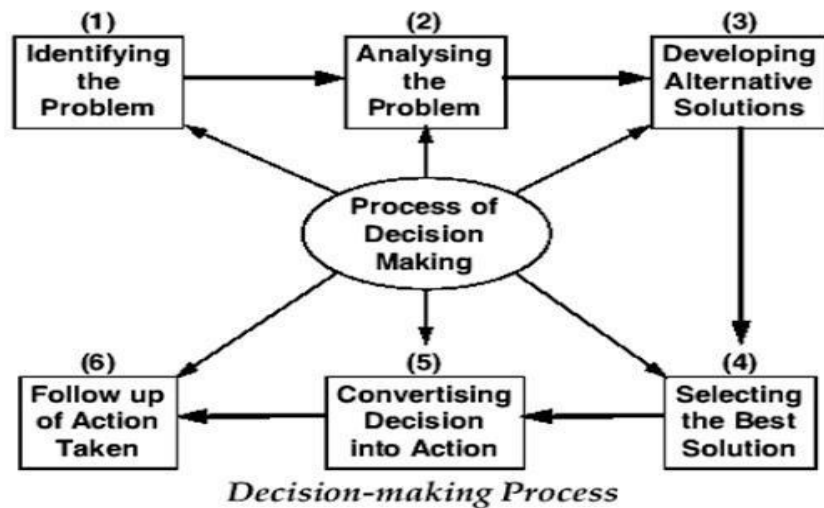 (1)
Identifying
the
Problem
(2)
Analysing
the
Problem
(3)
Developing
Alternative
Solutions
Process of
Decision
Making
(6)
Follow up
of Action
Taken
(5)
Convertising
Decision
into Action
(4)
Selecting
the Best
Solution
Decision-making Process